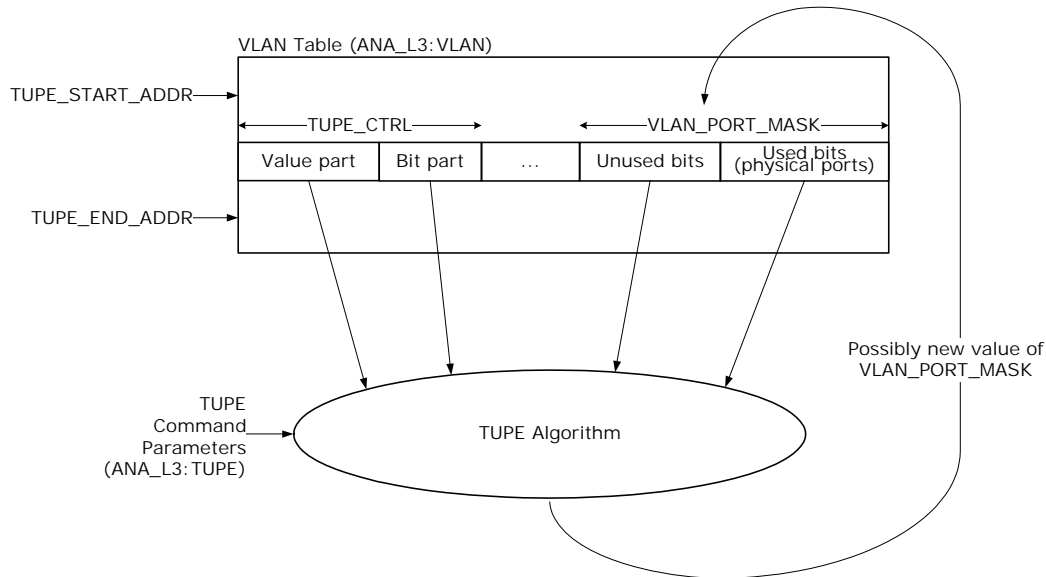 VLAN Table (ANA_L3:VLAN)
TUPE_START_ADDR
TUPE_CTRL
VLAN_PORT_MASK
Value part
Bit part
...
Unused bits
Used bits
(physical ports)
TUPE_END_ADDR
Possibly new value of
VLAN_PORT_MASK
TUPE
Command
Parameters
(ANA_L3:TUPE)
TUPE Algorithm